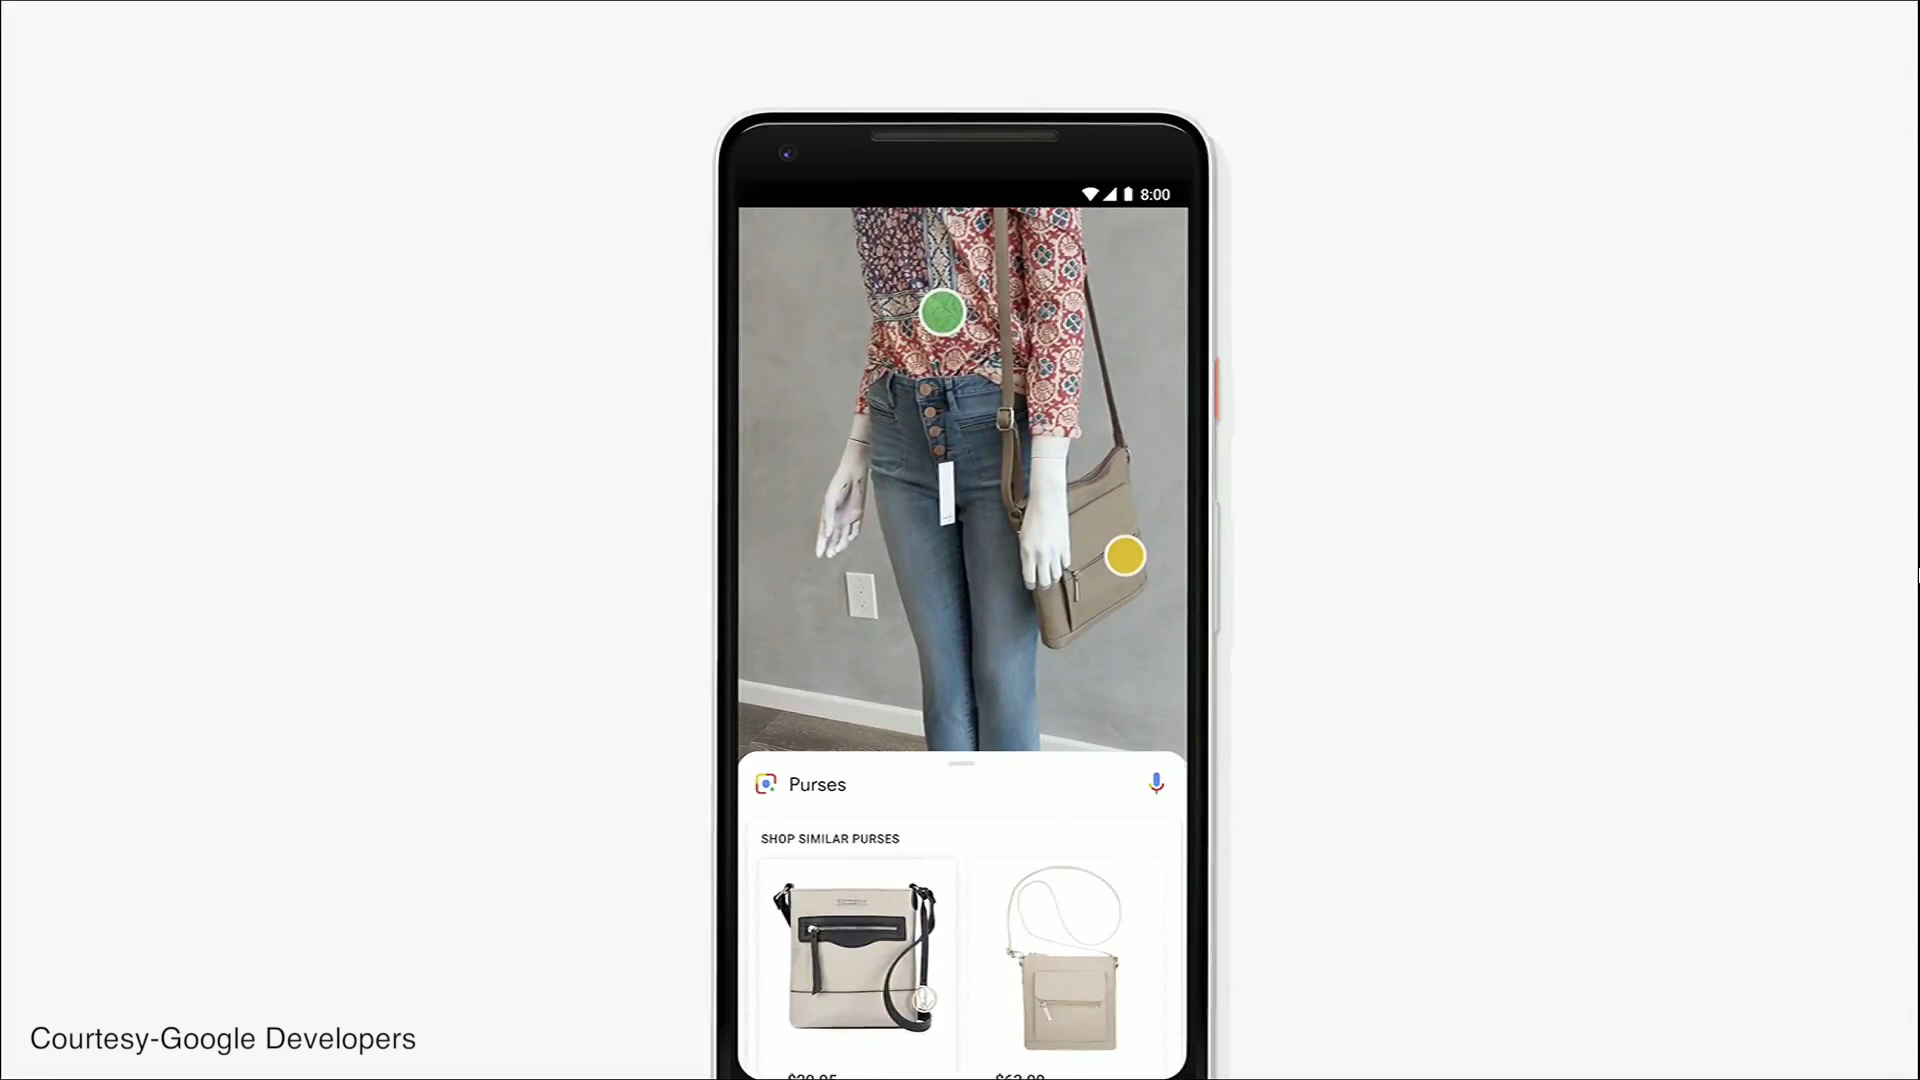 8:00
Purses
SHOP SIMILAR PURSES
Courtesy-Google Developers